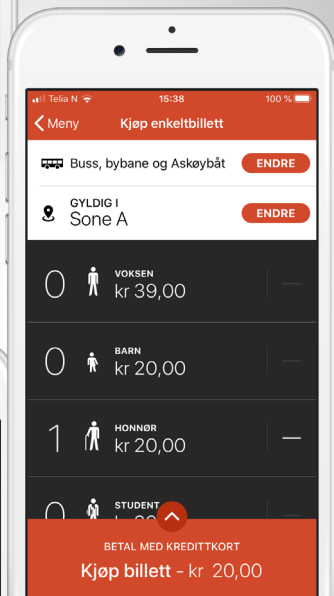 Telia N 15:38 100 %
Meny Kjøp enkeltbillett
Buss, bybane og Askøybåt ENDRE
GYLDIG I
Sone A ENDRE
0 VOKSEN
kr 39,00
0 BARN
kr 20,00
1 HONNØR
kr 20,00
0 STUDENT
kr
BETAL MED KREDITTKORT
Kjøp billett - kr 20,00